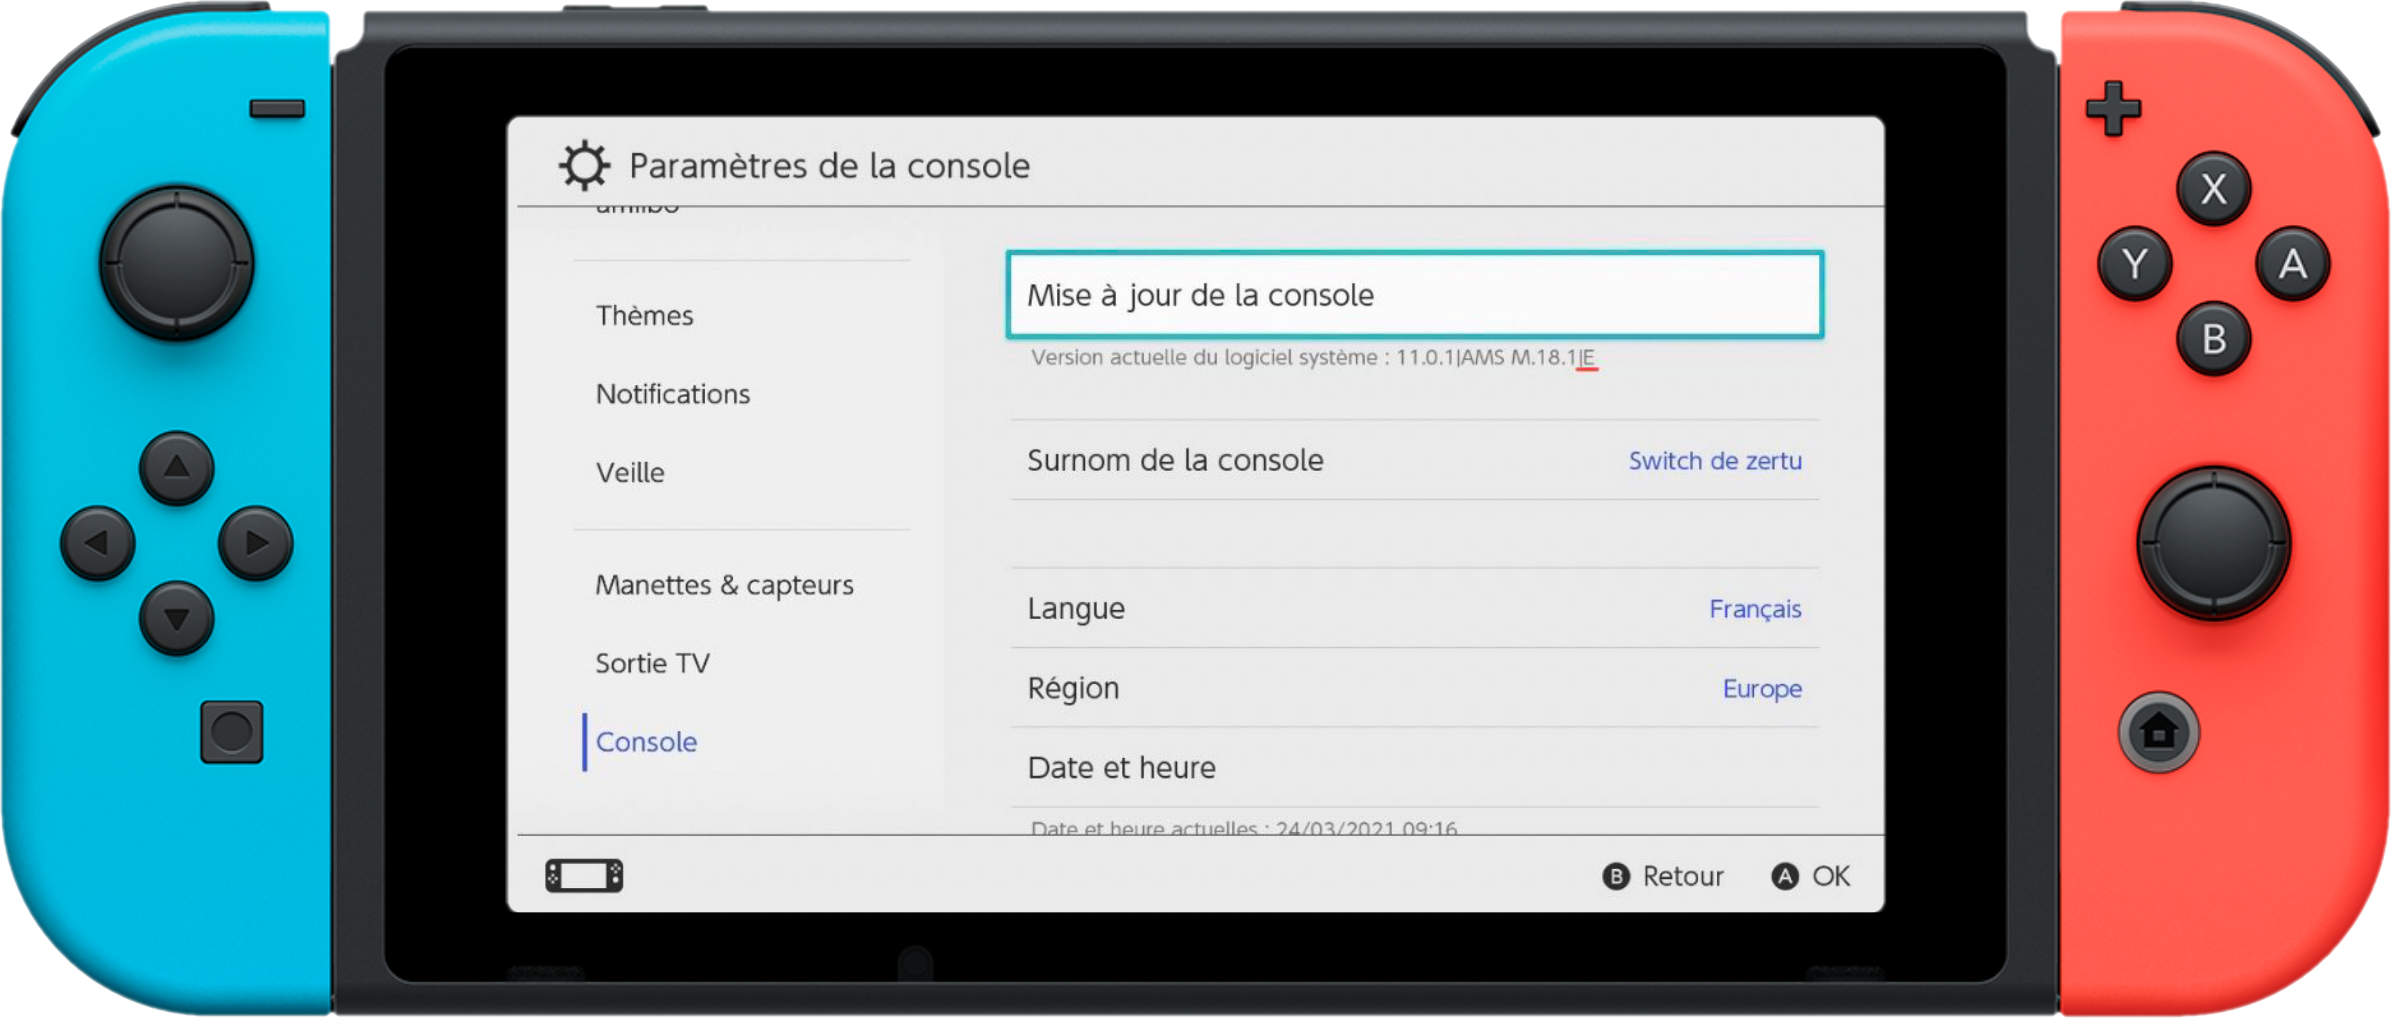 Paramètres de la console
amiibo
Thèmes
Notifications
Veille
Manettes & capteurs
Sortie TV
Console
Mise à jour de la console
Version actuelle du logiciel système : 11.0.1|AMS M.18.1|E
Surnom de la console Switch de zertu
Langue Français
Région Europe
Date et heure
Date et heure actuelles : 24/03/2021 09:16
B Retour A OK
X
Y A
B